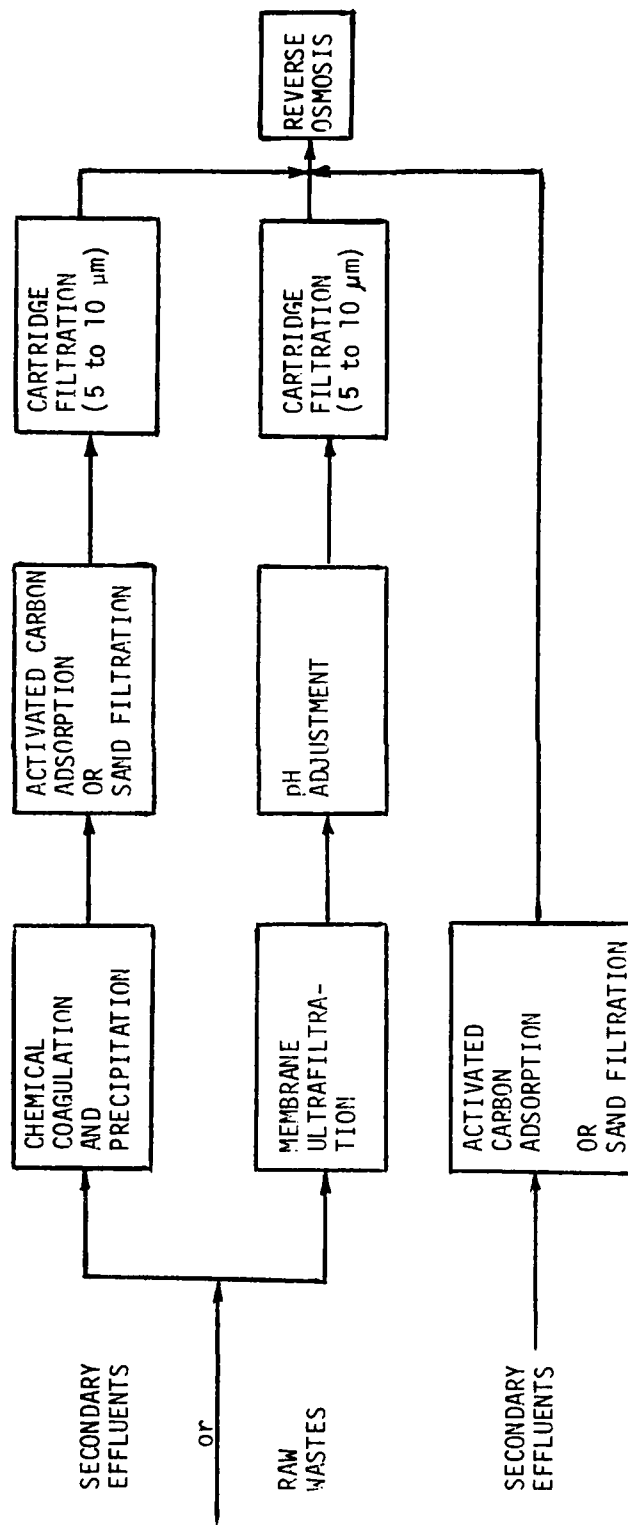 SECONDARY
EFFLUENTS
or
RAW
WASTES
CHEMICAL
COAGULATION
AND
PRECIPITATION
ACTIVATED CARBON
ADSORPTION
OR
SAND FILTRATION
CARTRIDGE
FILTRATION
(5 to 10 μm)
MEMBRANE
ULTRAFILTRA-
TION
pH
ADJUSTMENT
CARTRIDGE
FILTRATION
(5 to 10 μm)
REVERSE
OSMOSIS
SECONDARY
EFFLUENTS
ACTIVATED
CARBON
ADSORPTION
OR
SAND FILTRATION